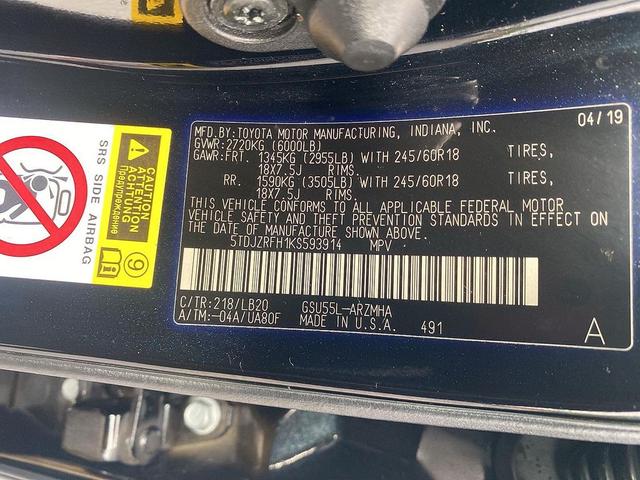 04/19
MFD.BY:TOYOTA MOTOR MANUFACTURING, INDIANA, INC.
GVWR:2720KG (6000LB)
GAWR:FRT. 1345KG (2955LB) WITH 245/60R18 TIRES,
18X7.5J RIMS.
RR. 1590KG (3505LB) WITH 245/60R18 TIRES,
18X7.5J RIMS.
THIS VEHICLE CONFORMS TO ALL APPLICABLE FEDERAL MOTOR
VEHICLE SAFETY AND THEFT PREVENTION STANDARDS IN EFFECT ON
THE DATE OF MANUFACTURE SHOWN ABOVE.
5TDJZRFH1KS593914 MPV
C/TR:218/LB20 GSU55L-ARZMHA
A/TM:-04A/UA80F MADE IN U.S.A. 491
A
CAUTION
ATTENTION
ACHTUNG
Предупреждение
9
SRS SIDE AIRBAG